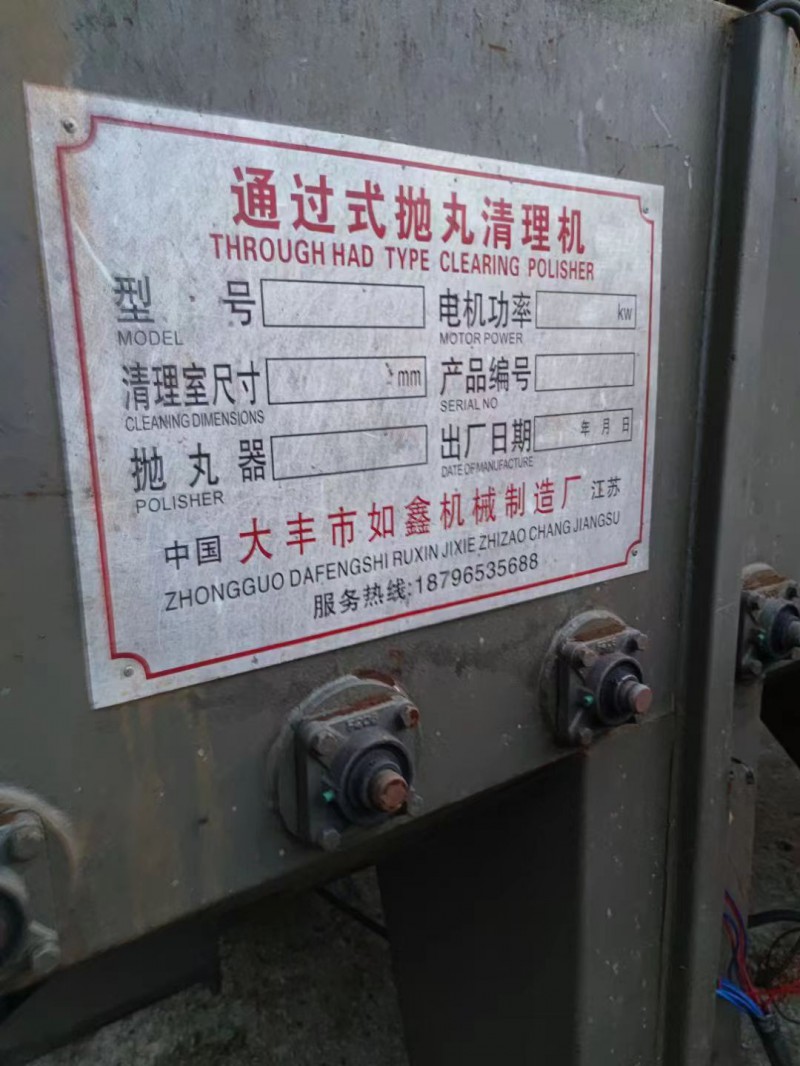 通过式抛丸清理机
THROUGH HAD TYPE CLEARING POLISHER
型号 电机功率 kw
MODEL MOTOR POWER
清理室尺寸 mm 产品编号
CLEANING DIMENSIONS SERIAL NO
抛丸器 出厂日期 年 月 日
POLISHER DATE OF MANUFACTURE
中国 大丰市如鑫机械制造厂 江苏
ZHONGGUO DAFENGSHI RUXIN JIXIE ZHIZAO CHANG JIANGSU
服务热线:18796535688